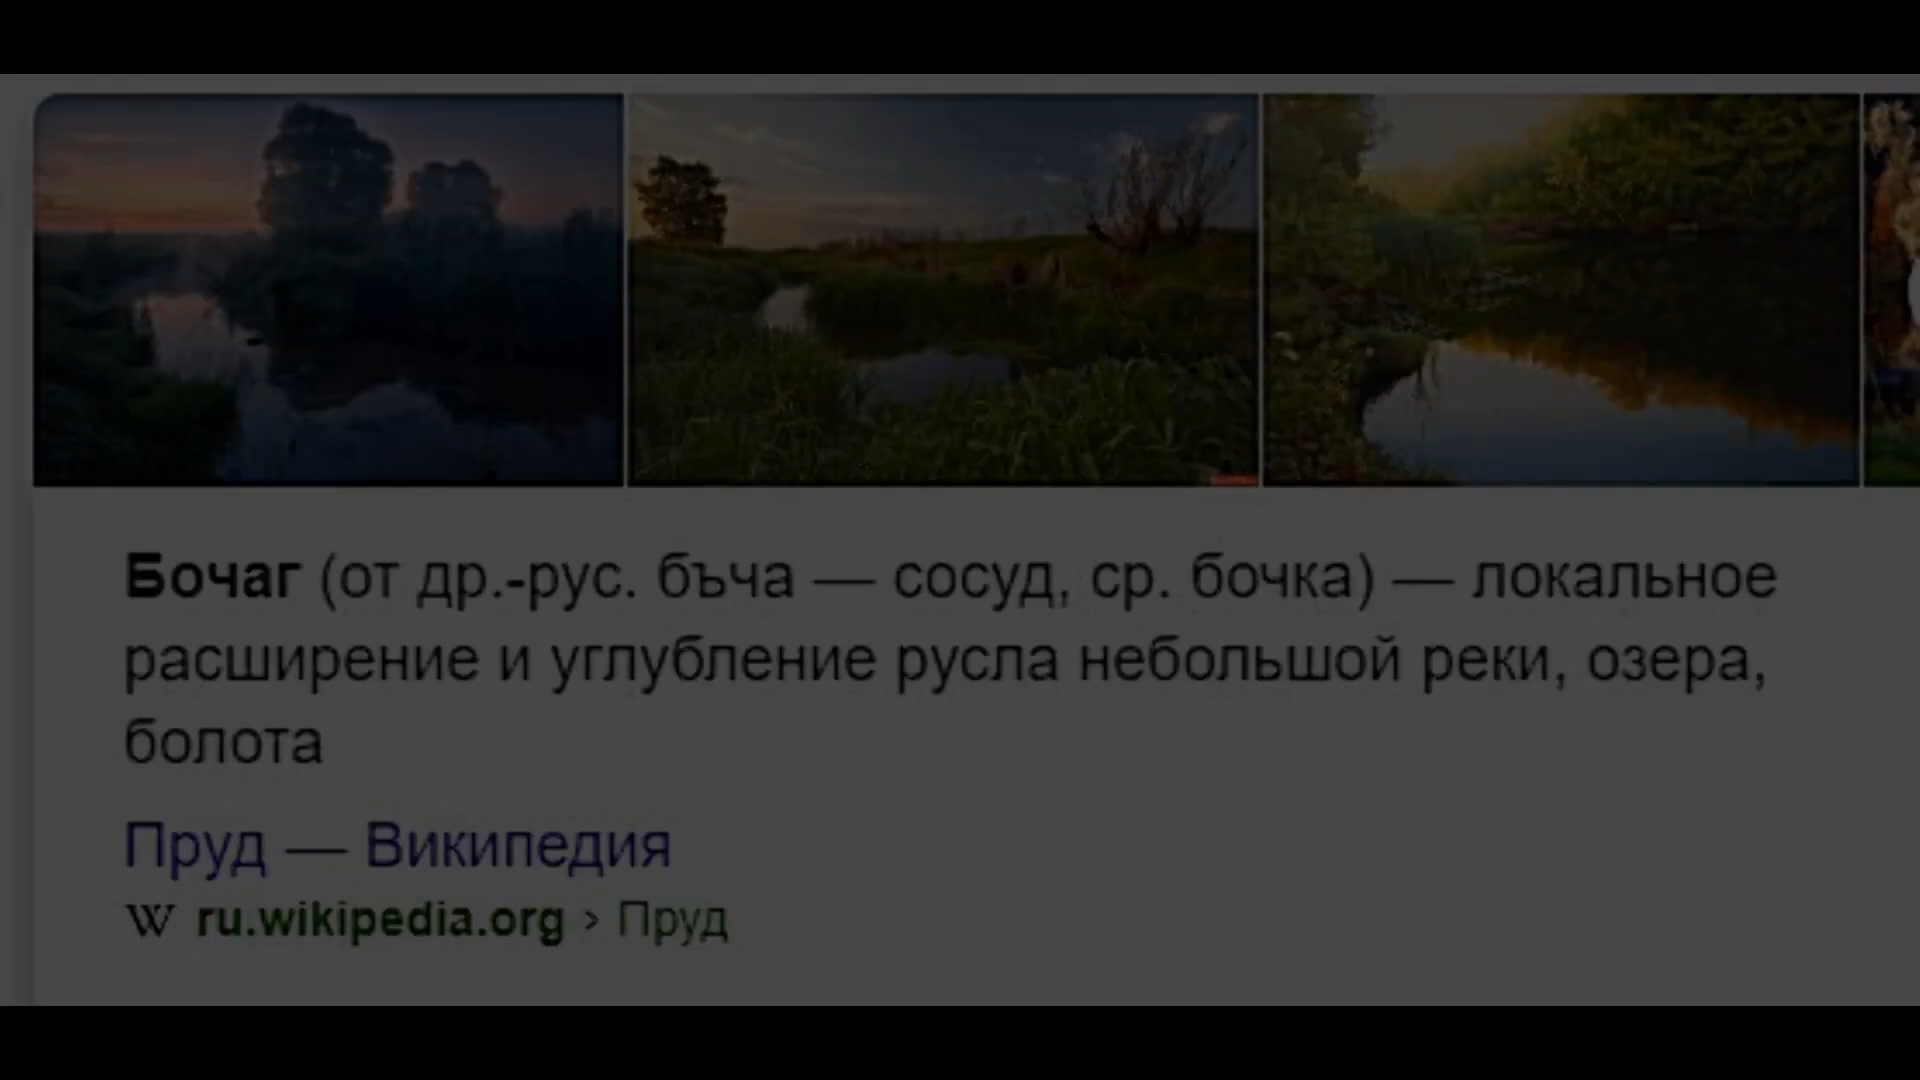 Бочаг (от др.-рус. бъча — сосуд, ср. бочка) — локальное
расширение и углубление русла небольшой реки, озера,
болота
Пруд — Википедия
W ru.wikipedia.org › Пруд